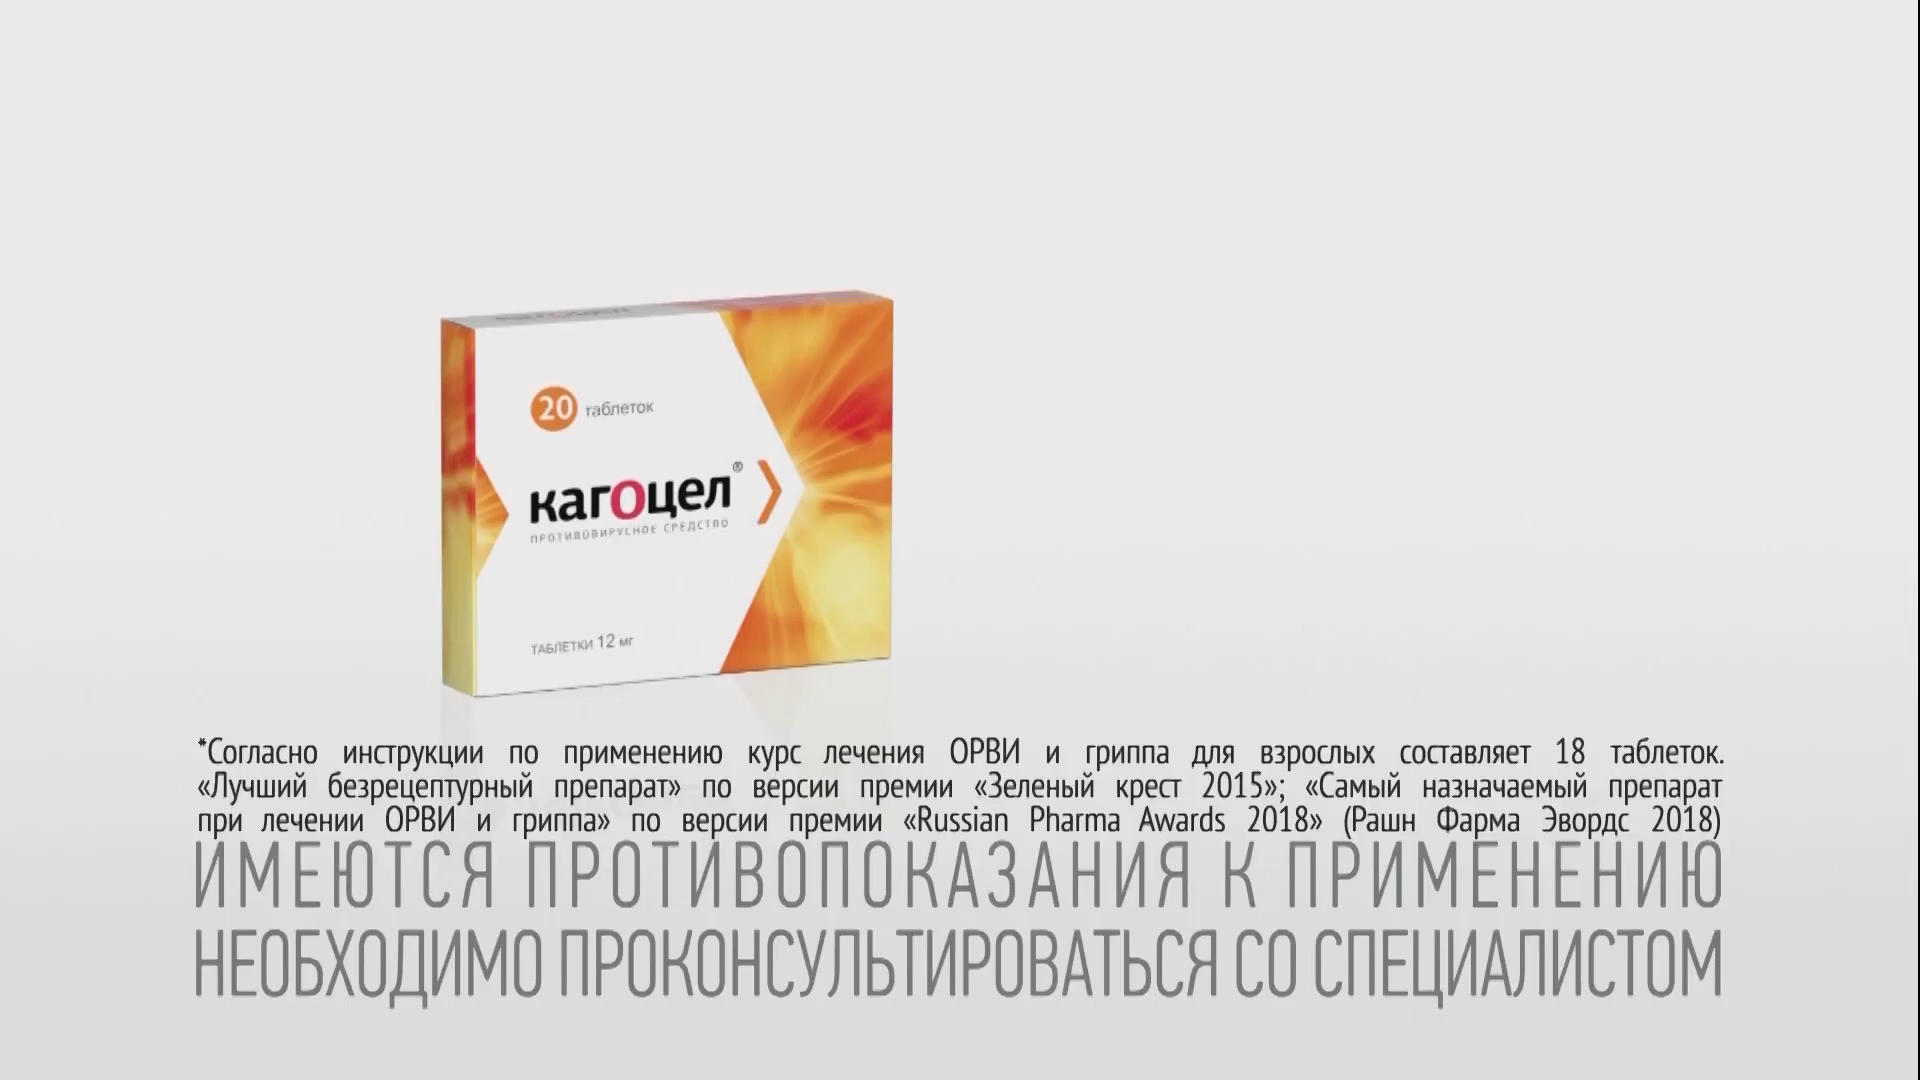 20 таблеток
кагоцел®
ПРОТИВОВИРУСНОЕ СРЕДСТВО
ТАБЛЕТКИ 12 мг
*Согласно инструкции по применению курс лечения ОРВИ и гриппа для взрослых составляет 18 таблеток.
«Лучший безрецептурный препарат» по версии премии «Зеленый крест 2015»; «Самый назначаемый препарат
при лечении ОРВИ и гриппа» по версии премии «Russian Pharma Awards 2018» (Рашн Фарма Эвордс 2018)
ИМЕЮТСЯ ПРОТИВОПОКАЗАНИЯ К ПРИМЕНЕНИЮ
НЕОБХОДИМО ПРОКОНСУЛЬТИРОВАТЬСЯ СО СПЕЦИАЛИСТОМ